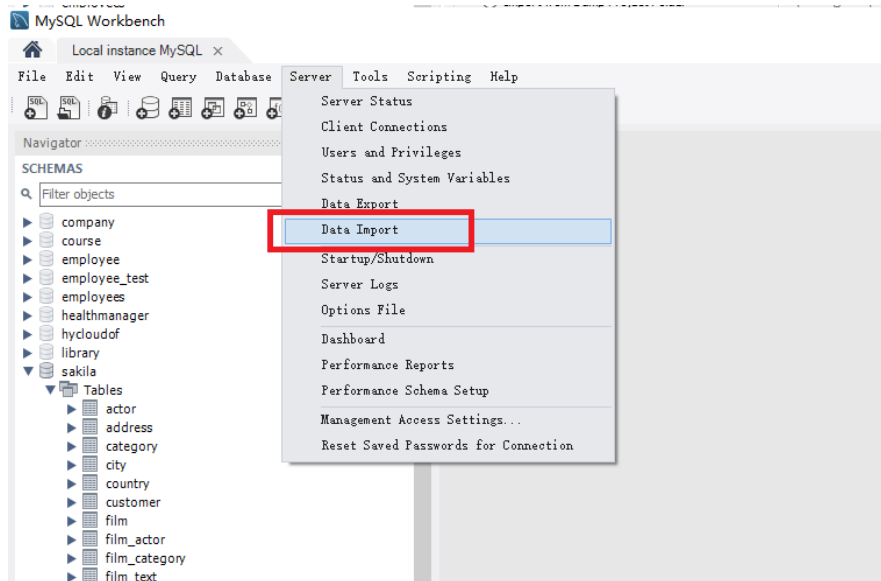 MySQL Workbench
Local instance MySQL ×
File Edit View Query Database Server Tools Scripting Help
SQL SQL
Server Status
Client Connections
Users and Privileges
Status and System Variables
Data Export
Data Import
Startup/Shutdown
Server Logs
Options File
Dashboard
Performance Reports
Performance Schema Setup
Management Access Settings...
Reset Saved Passwords for Connection
Navigator
SCHEMAS
Filter objects
company
course
employee
employee_test
employees
healthmanager
hycloudof
library
sakila
Tables
actor
address
category
city
country
customer
film
film_actor
film_category
film_text